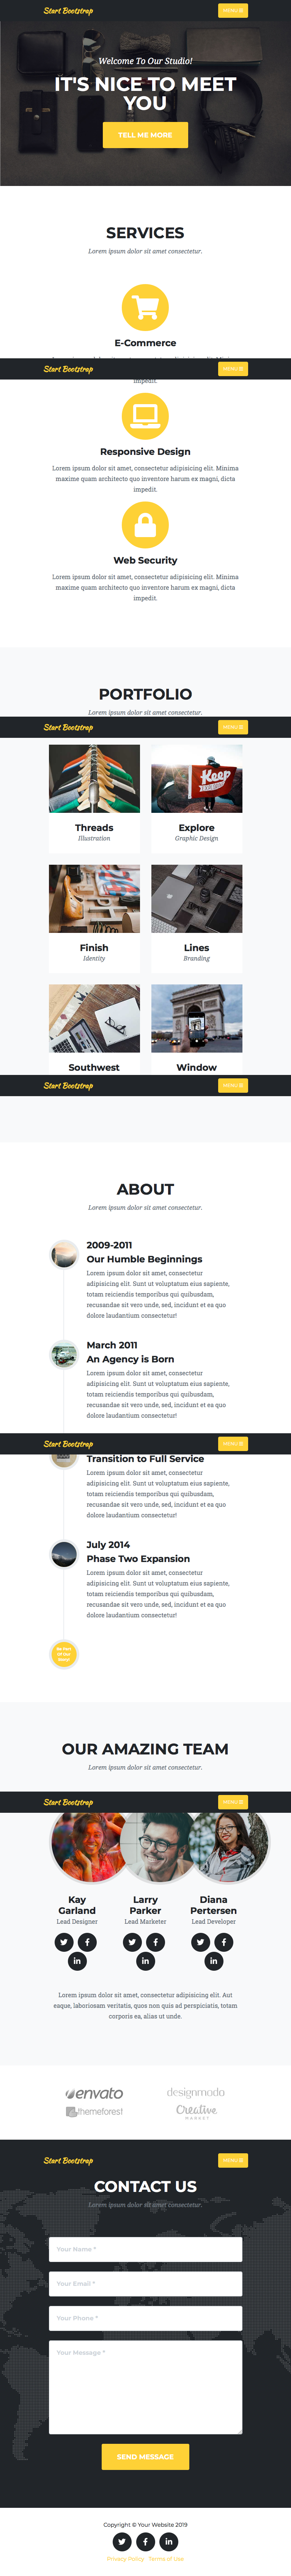 Start Bootstrap
MENU
Welcome To Our Studio!
IT'S NICE TO MEET
YOU
TELL ME MORE
SERVICES
Lorem ipsum dolor sit amet consectetur.
E-Commerce
Start Bootstrap
MENU
impedit.
Responsive Design
Lorem ipsum dolor sit amet, consectetur adipisicing elit. Minima
maxime quam architecto quo inventore harum ex magni, dicta
impedit.
Web Security
Lorem ipsum dolor sit amet, consectetur adipisicing elit. Minima
maxime quam architecto quo inventore harum ex magni, dicta
impedit.
PORTFOLIO
Lorem ipsum dolor sit amet consectetur.
Start Bootstrap
MENU
Keep
Threads
Illustration
Explore
Graphic Design
Finish
Identity
Lines
Branding
Southwest
Window
Start Bootstrap
MENU
ABOUT
Lorem ipsum dolor sit amet consectetur.
2009-2011
Our Humble Beginnings
Lorem ipsum dolor sit amet, consectetur
adipisicing elit. Sunt ut voluptatum eius sapiente,
totam reiciendis temporibus qui quibusdam,
recusandae sit vero unde, sed, incidunt et ea quo
dolore laudantium consectetur!
March 2011
An Agency is Born
Lorem ipsum dolor sit amet, consectetur
adipisicing elit. Sunt ut voluptatum eius sapiente,
totam reiciendis temporibus qui quibusdam,
recusandae sit vero unde, sed, incidunt et ea quo
dolore laudantium consectetur!
Start Bootstrap
MENU
Transition to Full Service
Lorem ipsum dolor sit amet, consectetur
adipisicing elit. Sunt ut voluptatum eius sapiente,
totam reiciendis temporibus qui quibusdam,
recusandae sit vero unde, sed, incidunt et ea quo
dolore laudantium consectetur!
July 2014
Phase Two Expansion
Lorem ipsum dolor sit amet, consectetur
adipisicing elit. Sunt ut voluptatum eius sapiente,
totam reiciendis temporibus qui quibusdam,
recusandae sit vero unde, sed, incidunt et ea quo
dolore laudantium consectetur!
Be Part
Of Our
Story!
OUR AMAZING TEAM
Lorem ipsum dolor sit amet consectetur.
Start Bootstrap
MENU
Kay
Garland
Lead Designer
Larry
Parker
Lead Marketer
Diana
Pertersen
Lead Developer
Lorem ipsum dolor sit amet, consectetur adipisicing elit. Aut
eaque, laboriosam veritatis, quos non quis ad perspiciatis, totam
corporis ea, alias ut unde.
envato
designmodo
themeforest
Creative
MARKET
Start Bootstrap
MENU
CONTACT US
Lorem ipsum dolor sit amet consectetur.
Your Name *
Your Email *
Your Phone *
Your Message *
SEND MESSAGE
Copyright © Your Website 2019
Privacy Policy
Terms of Use